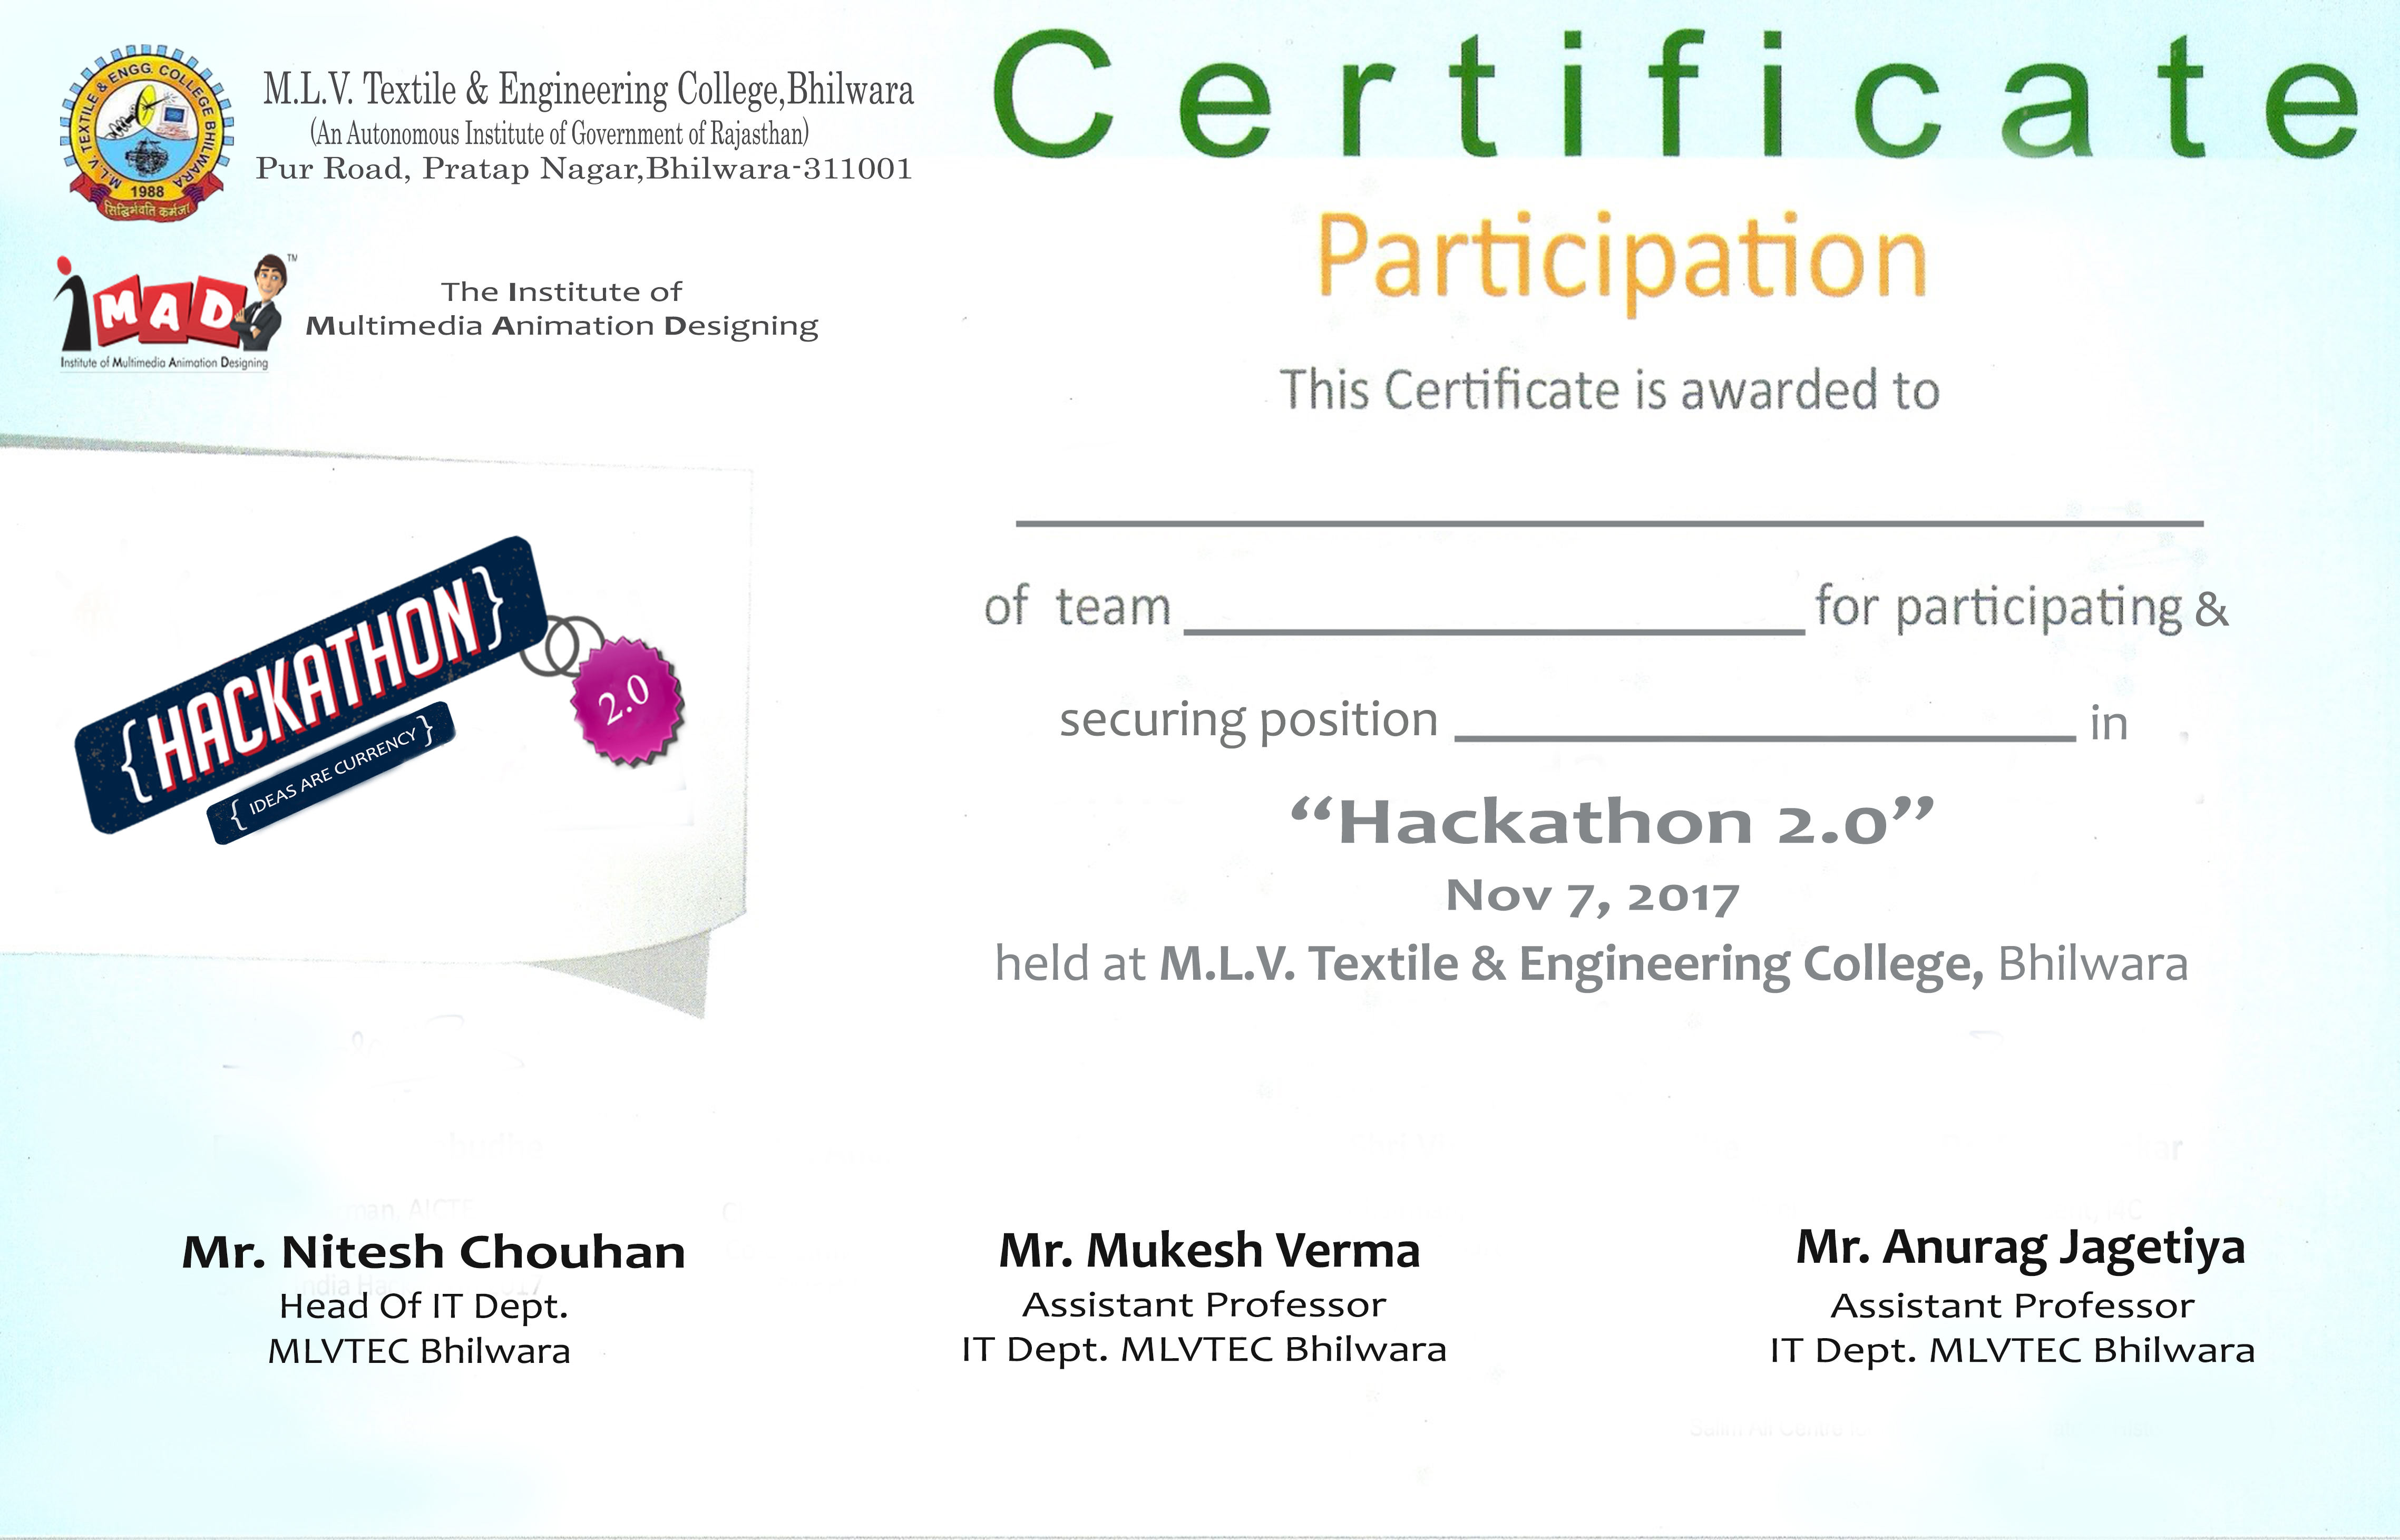 M.L.V. TEXTILE & ENGG. COLLEGE BHILWARA
1988
सिद्धिर्भवति कर्मजा
M.L.V. Textile & Engineering College,Bhilwara
(An Autonomous Institute of Government of Rajasthan)
Pur Road, Pratap Nagar,Bhilwara-311001
iMAD TM
Institute of Multimedia Animation Designing
The Institute of
Multimedia Animation Designing
Certificate
Participation
This Certificate is awarded to
of team for participating &
securing position in
“Hackathon 2.0”
Nov 7, 2017
held at M.L.V. Textile & Engineering College, Bhilwara
{HACKATHON}
{ IDEAS ARE CURRENCY }
2.0
Mr. Nitesh Chouhan
Head Of IT Dept.
MLVTEC Bhilwara
Mr. Mukesh Verma
Assistant Professor
IT Dept. MLVTEC Bhilwara
Mr. Anurag Jagetiya
Assistant Professor
IT Dept. MLVTEC Bhilwara